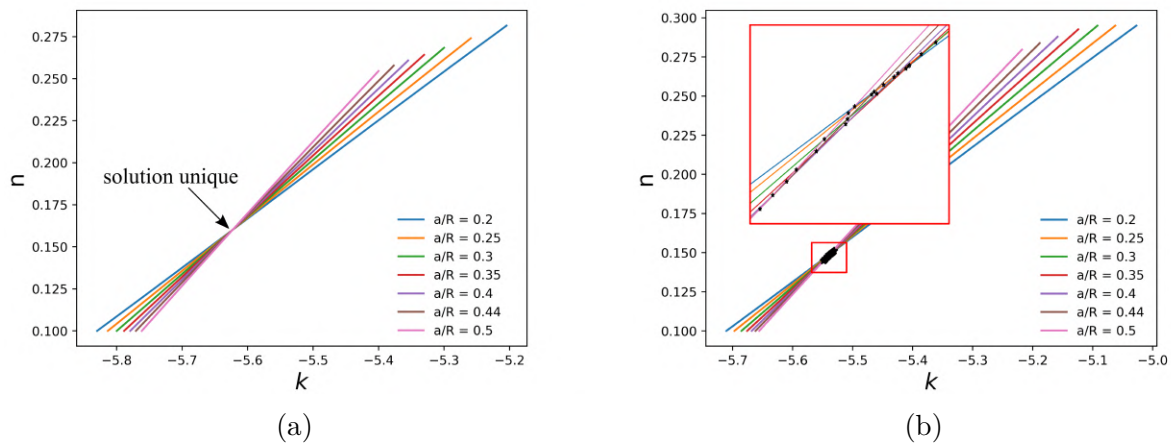 0.275
0.250
0.225
0.200
0.175
0.150
0.125
0.100
n
solution unique
a/R = 0.2
a/R = 0.25
a/R = 0.3
a/R = 0.35
a/R = 0.4
a/R = 0.44
a/R = 0.5
−5.8 −5.7 −5.6 −5.5 −5.4 −5.3 −5.2
k
(a)
0.300
0.275
0.250
0.225
0.200
0.175
0.150
0.125
0.100
n
a/R = 0.2
a/R = 0.25
a/R = 0.3
a/R = 0.35
a/R = 0.4
a/R = 0.44
a/R = 0.5
−5.7 −5.6 −5.5 −5.4 −5.3 −5.2 −5.1 −5.0
k
(b)